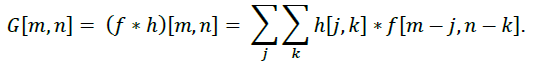 G[m,n] = (f * h)[m,n] = ∑_j ∑_k h[j,k] * f[m − j,n − k].